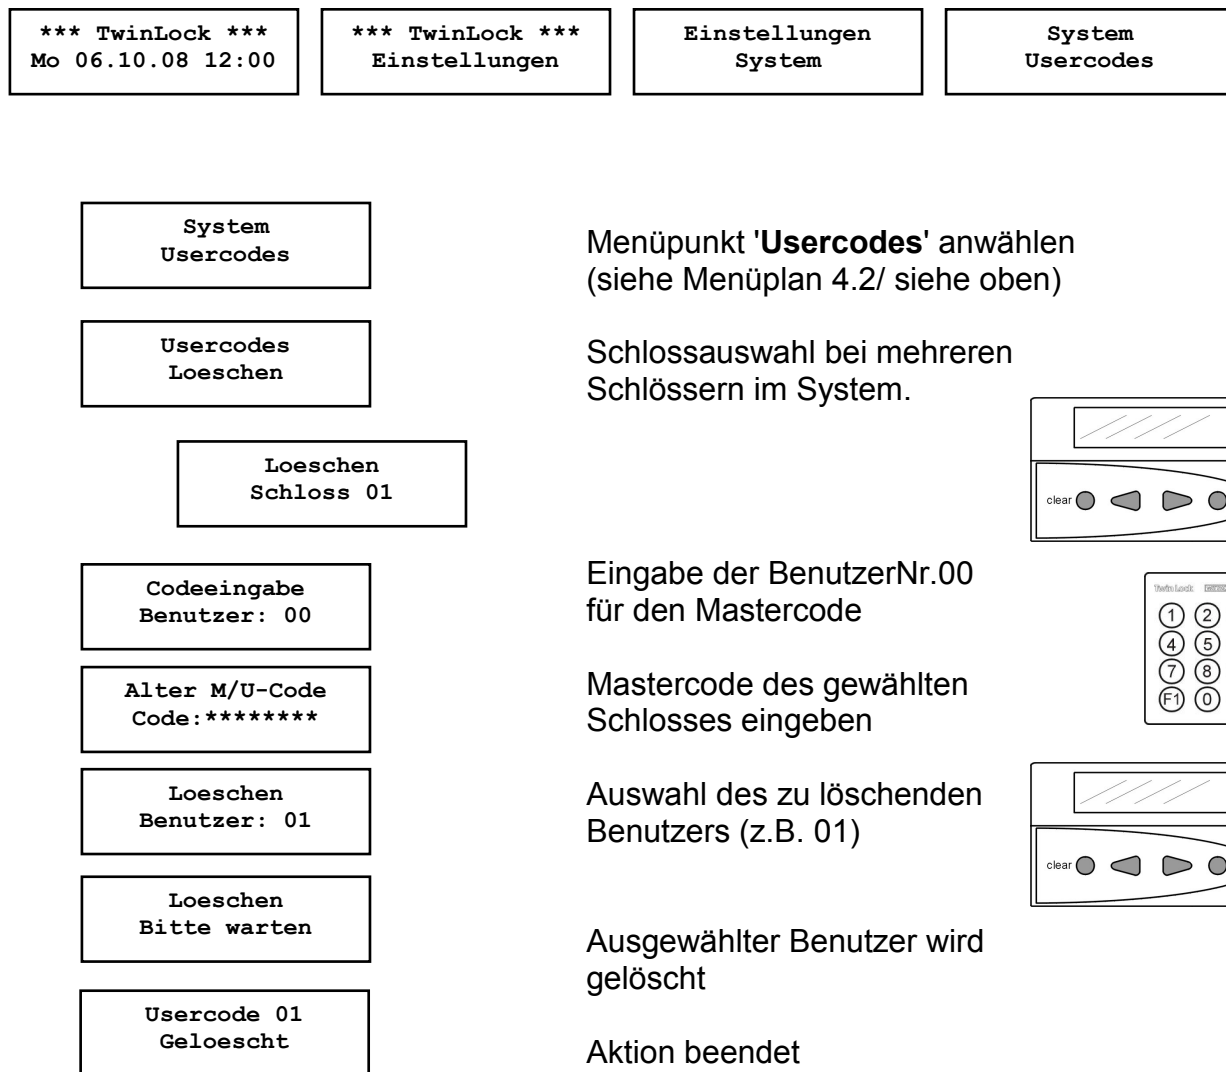 *** TwinLock ***
Mo 06.10.08 12:00
*** TwinLock ***
Einstellungen
Einstellungen
System
System
Usercodes
System
Usercodes
Menüpunkt 'Usercodes' anwählen
(siehe Menüplan 4.2/ siehe oben)
Usercodes
Loeschen
Schlossauswahl bei mehreren
Schlössern im System.
Loeschen
Schloss 01
clear
Codeeingabe
Benutzer: 00
Eingabe der BenutzerNr.00
für den Mastercode
Twin Lock
1 2
4 5
7 8
F1 0
Alter M/U-Code
Code:********
Mastercode des gewählten
Schlosses eingeben
Loeschen
Benutzer: 01
Auswahl des zu löschenden
Benutzers (z.B. 01)
clear
Loeschen
Bitte warten
Ausgewählter Benutzer wird
gelöscht
Usercode 01
Geloescht
Aktion beendet